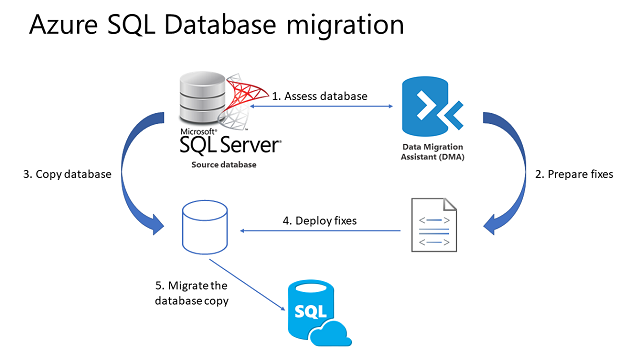 Azure SQL Database migration
1. Assess database
Microsoft®
SQL Server®
Source database
Data Migration
Assistant (DMA)
3. Copy database
2. Prepare fixes
4. Deploy fixes
<-->
<-->
5. Migrate the
database copy
SQL